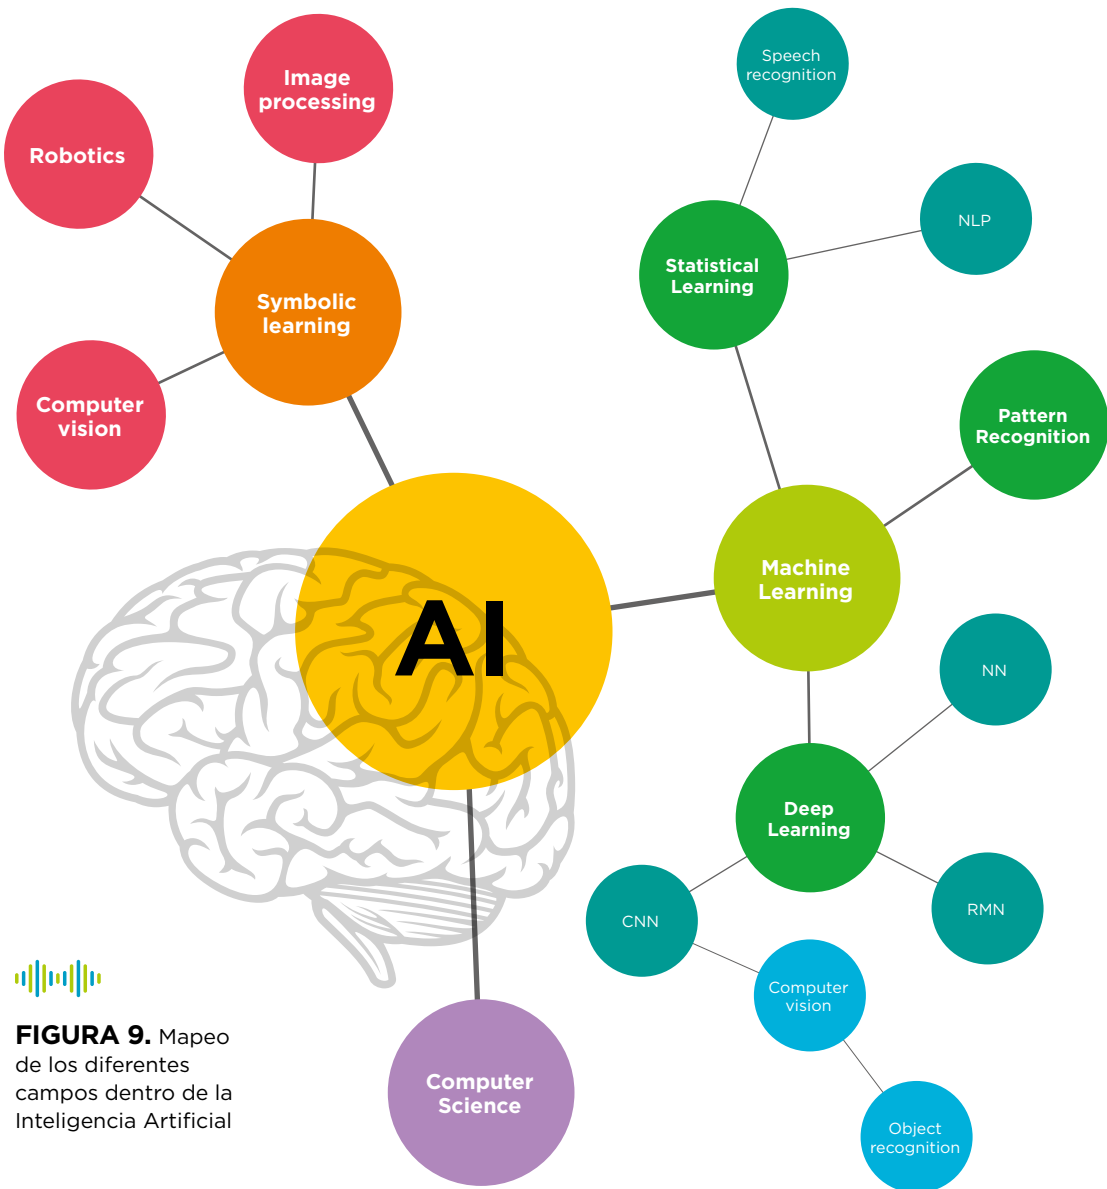 Image
processing
Robotics
Symbolic
learning
Computer
vision
Speech
recognition
NLP
Statistical
Learning
Pattern
Recognition
Machine
Learning
AI
NN
Deep
Learning
CNN
RMN
Computer
vision
Object
recognition
Computer
Science
FIGURA 9. Mapeo
de los diferentes
campos dentro de la
Inteligencia Artificial